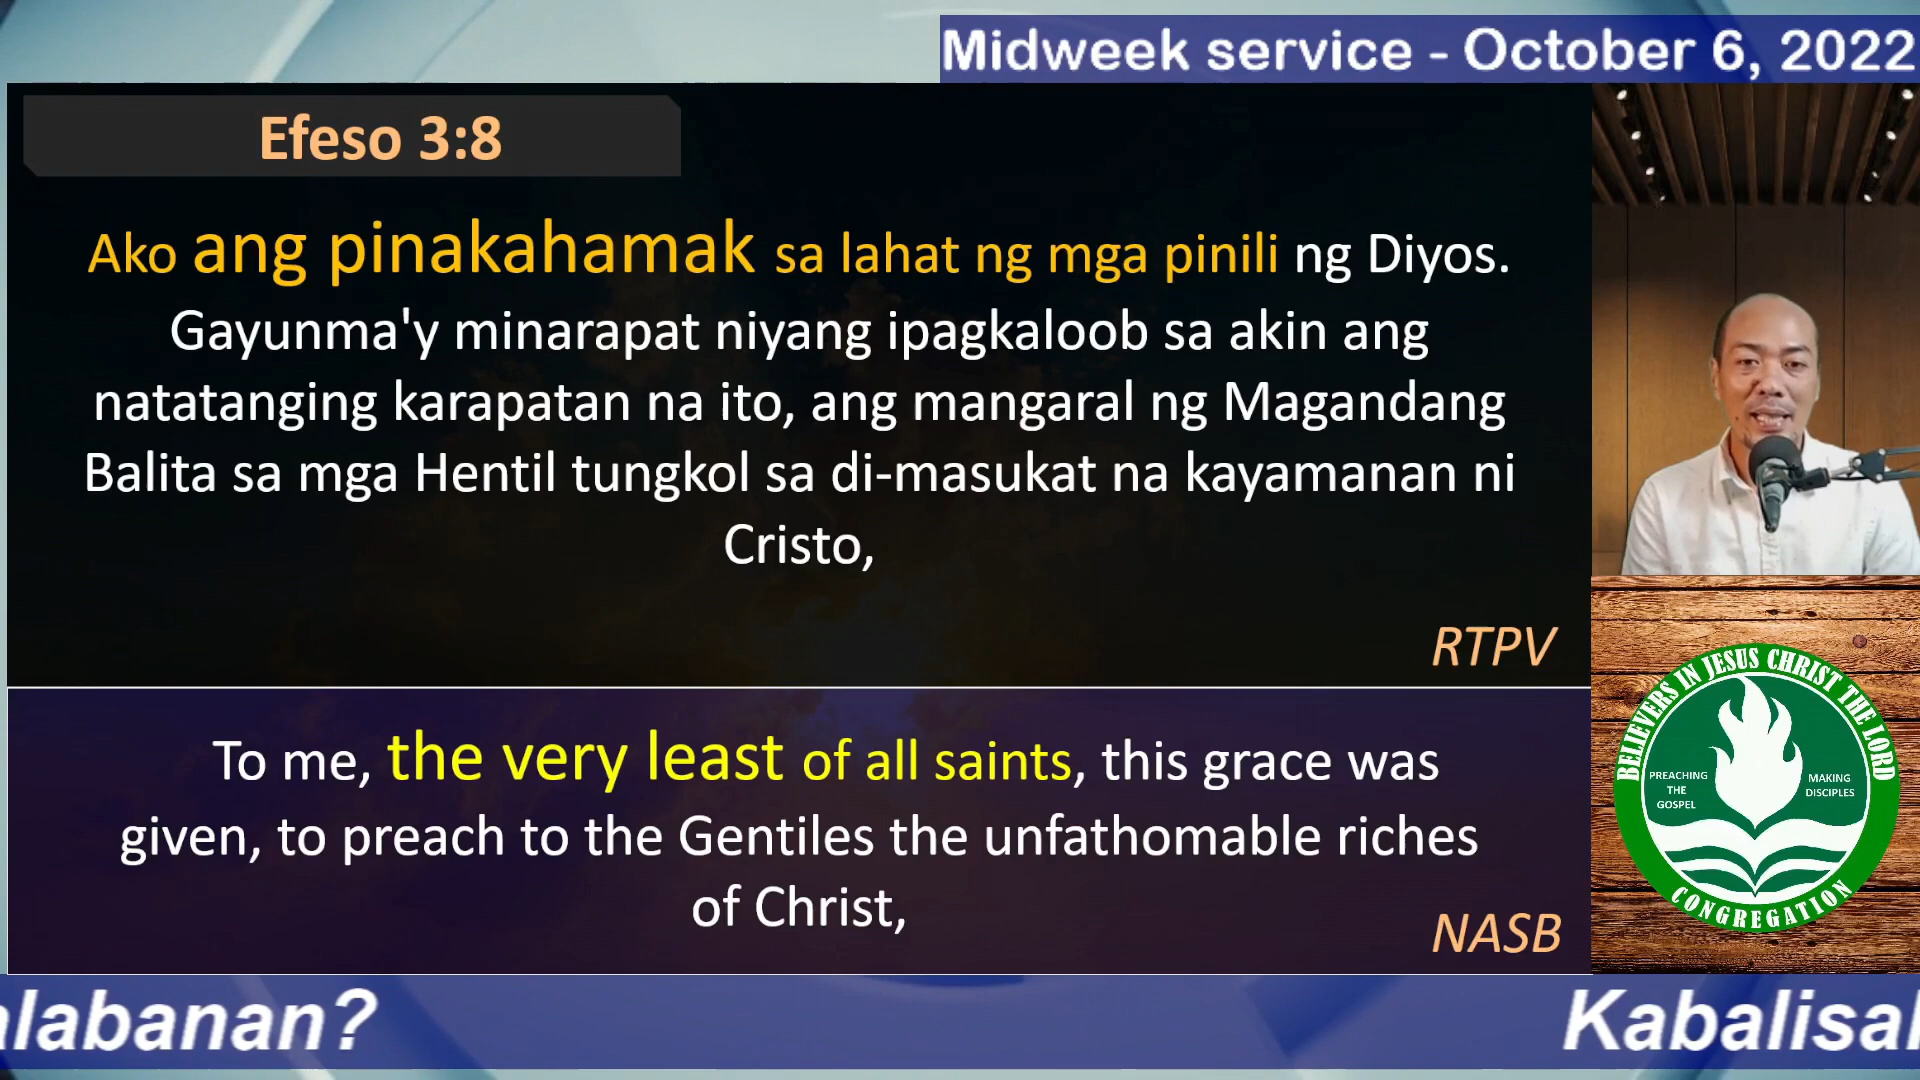 Midweek service - October 6, 2022
Efeso 3:8
Ako ang pinakahamak sa lahat ng mga pinili ng Diyos.
Gayunma'y minarapat niyang ipagkaloob sa akin ang
natatanging karapatan na ito, ang mangaral ng Magandang
Balita sa mga Hentil tungkol sa di-masukat na kayamanan ni
Cristo,
RTPV
To me, the very least of all saints, this grace was
given, to preach to the Gentiles the unfathomable riches
of Christ,
NASB
BELIEVERS IN JESUS CHRIST THE LORD
PREACHING
THE
GOSPEL
MAKING
DISCIPLES
CONGREGATION